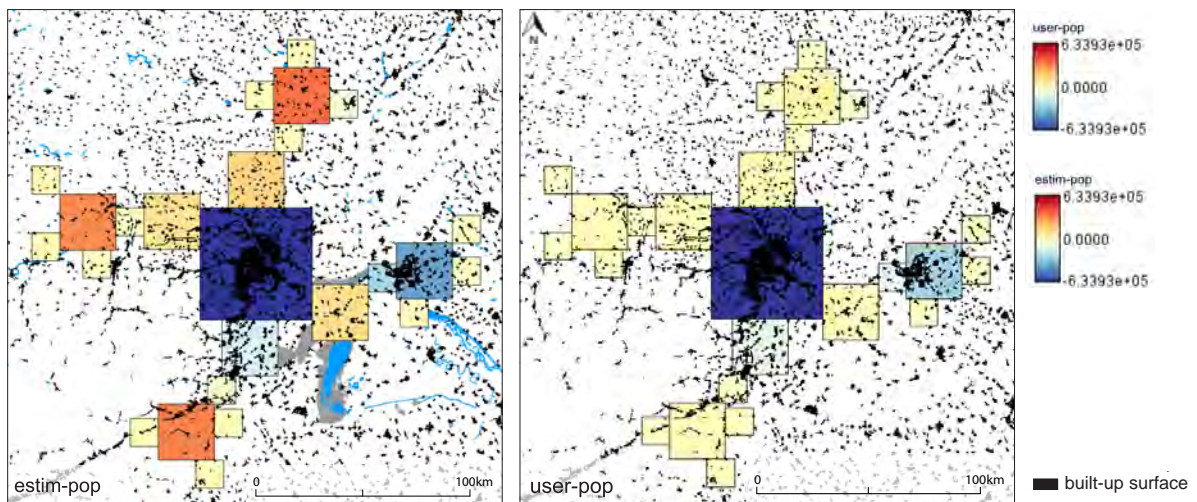 N
user-pop
6.3393e+05
0.0000
-6.3393e+05
estim-pop
6.3393e+05
0.0000
-6.3393e+05
estim-pop
0
100km
user-pop
0
100km
built-up surface